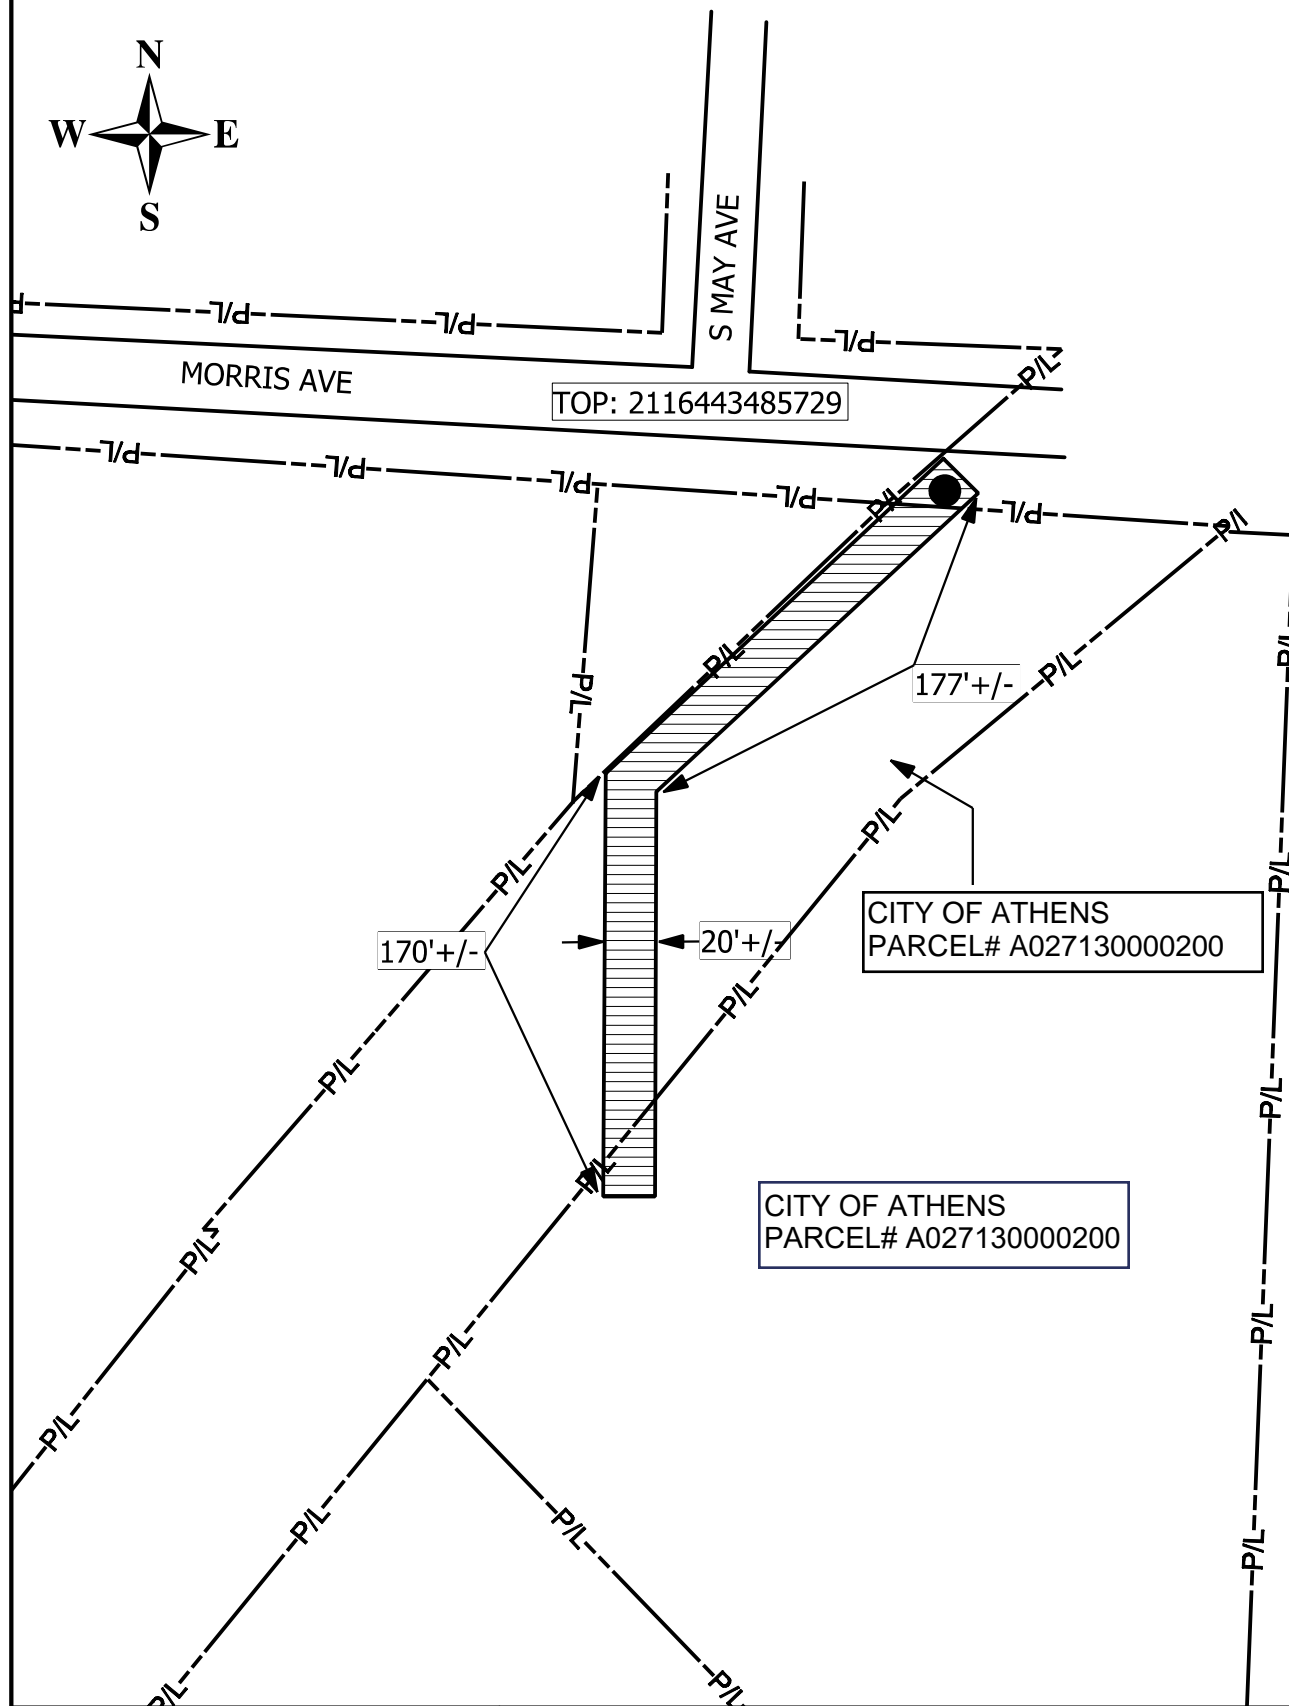 N
W E
S
S MAY AVE
P/L
P/L
P/L
P/L
MORRIS AVE
TOP: 2116443485729
P/L
P/L
P/L
P/L
P/L
P/L
P/L
P/L
P/L
P/L
177'+/-
P/L
P/L
P/L
P/L
CITY OF ATHENS
PARCEL# A027130000200
170'+/-
20'+/-
P/L
P/L
P/L
P/L
CITY OF ATHENS
PARCEL# A027130000200
P/L
P/L
P/L
P/L
P/L
P/L
P/L
P/L
P/L